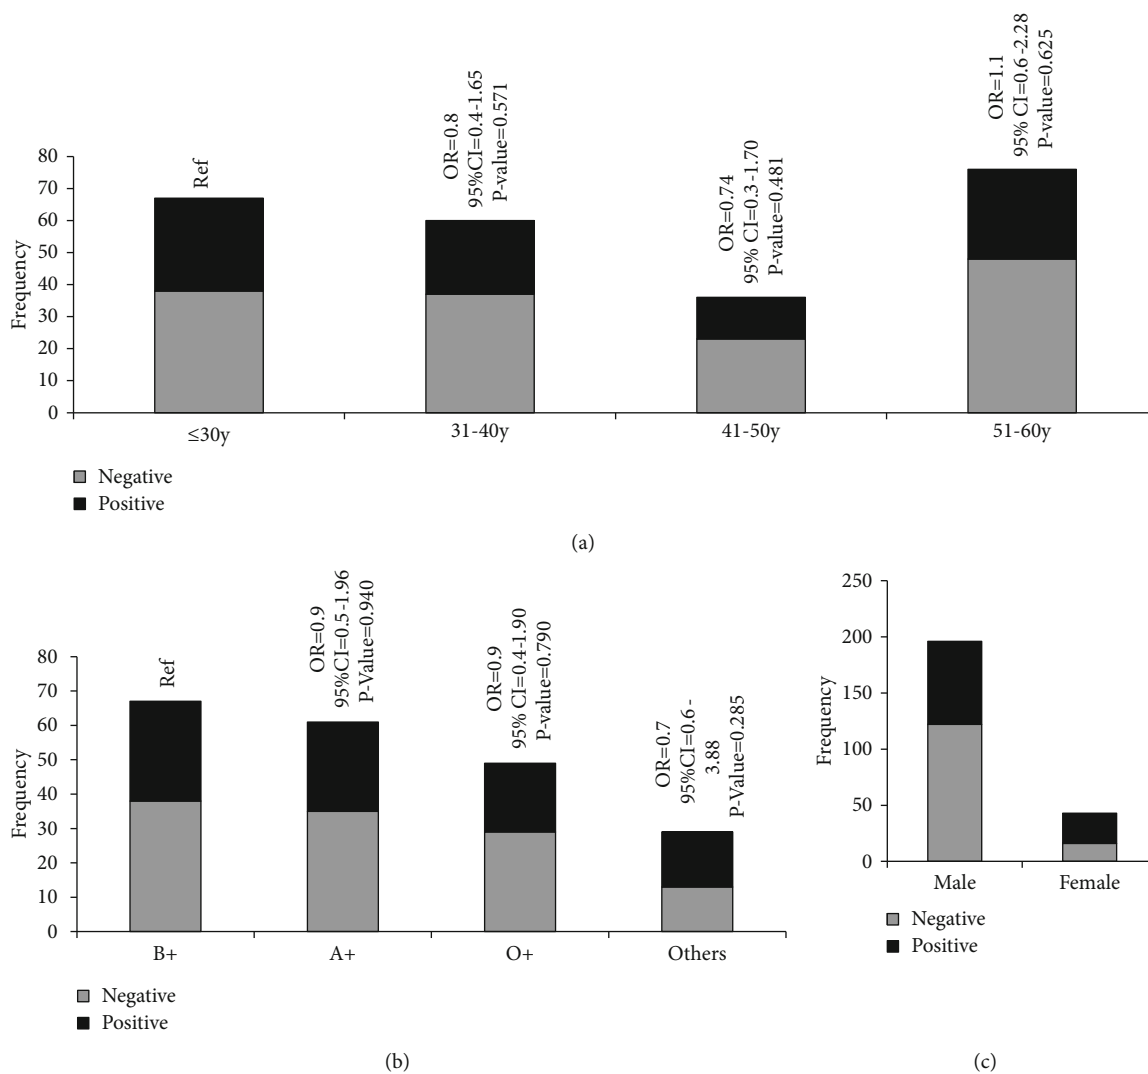 Frequency
80
70
60
50
40
30
20
10
0
Ref
OR=0.8
95%CI=0.4-1.65
P-value=0.571
OR=0.74
95% CI=0.3-1.70
P-value=0.481
OR=1.1
95% CI=0.6-2.28
P-value=0.625
≤30y
31-40y
41-50y
51-60y
Negative
Positive
(a)
Frequency
80
70
60
50
40
30
20
10
0
Ref
OR=0.9
95%CI=0.5-1.96
P-Value=0.940
OR=0.9
95% CI=0.4-1.90
P-value=0.790
OR=0.7
95%CI=0.6 -
3.88
P-Value=0.285
B+
A+
O+
Others
Negative
Positive
(b)
Frequency
250
200
150
100
50
0
Male
Female
Negative
Positive
(c)